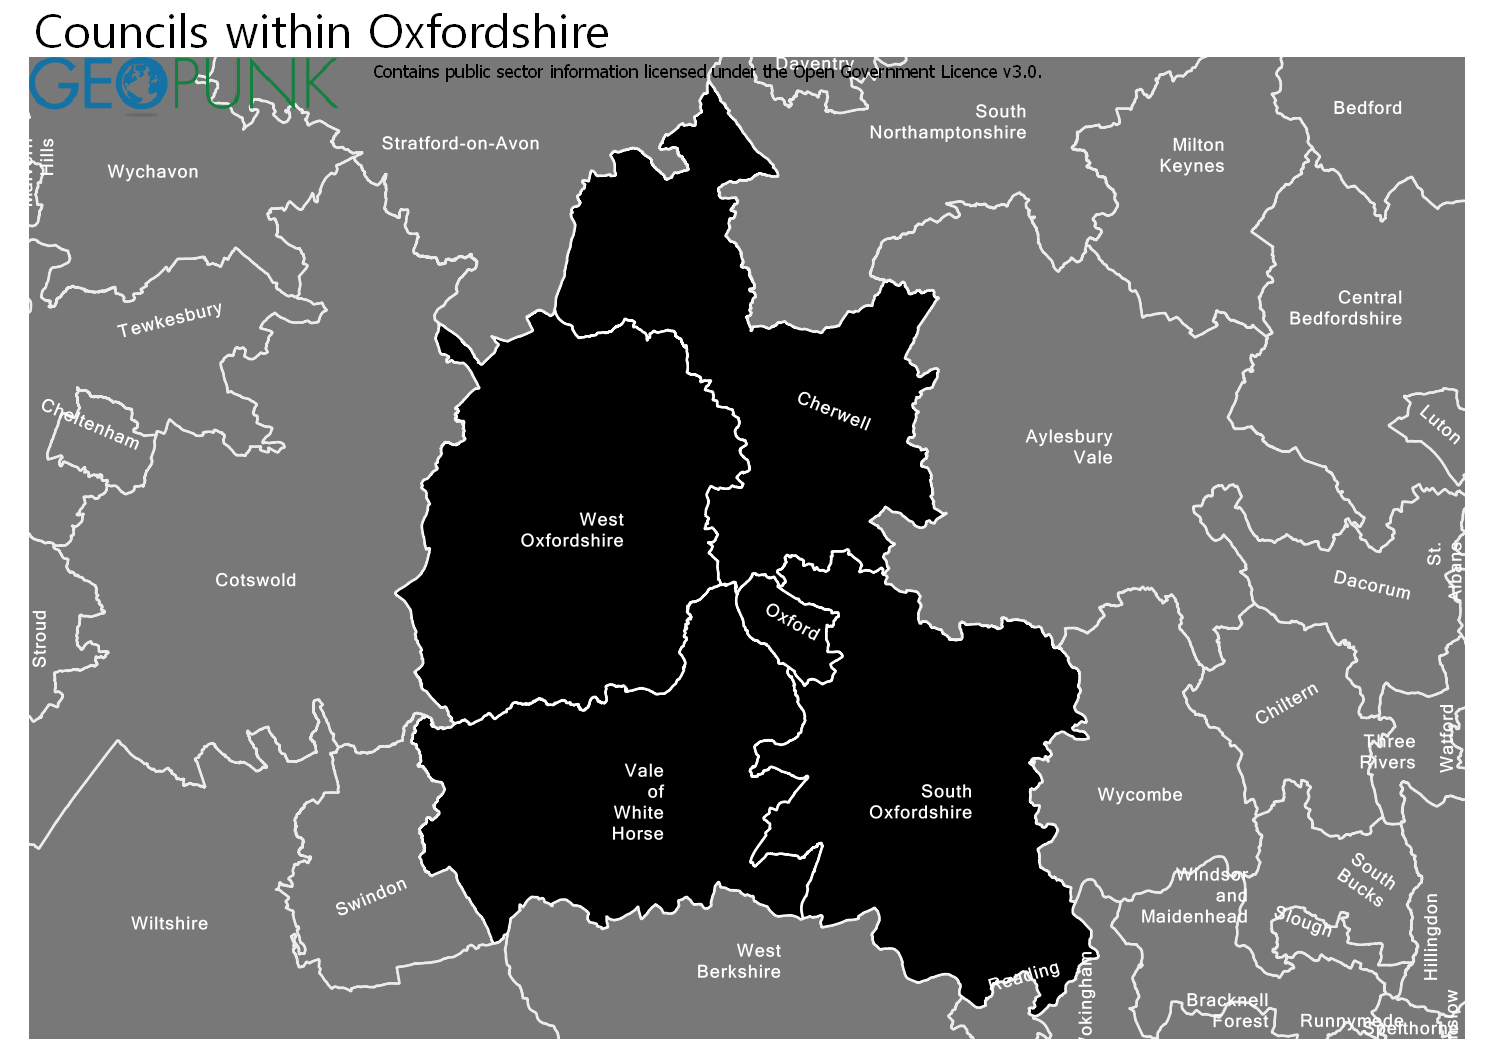 Councils within Oxfordshire
GEOPUNK
Contains public sector information licensed under the Open Government Licence v3.0.
Daventry
South
Northamptonshire
Bedford
Stratford-on-Avon
Milton
Keynes
Hills
Wychavon
Central
Bedfordshire
Tewkesbury
Cheltenham
Cherwell
Luton
Aylesbury
Vale
West
Oxfordshire
St.
Albans
Cotswold
Dacorum
Stroud
Oxford
Chiltern
Three
Rivers
Watford
Vale
of
White
Horse
South
Oxfordshire
Wycombe
South
Bucks
Windsor
and
Maidenhead
Swindon
Wiltshire
Slough
Hillingdon
West
Berkshire
Reading
Bracknell
Forest
Runnymede